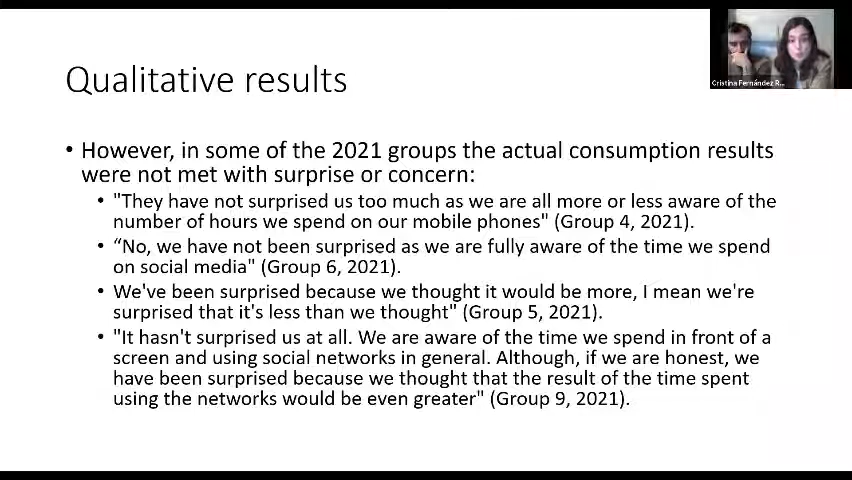 Cristina Fernández R...
Qualitative results
• However, in some of the 2021 groups the actual consumption results
were not met with surprise or concern:
• "They have not surprised us too much as we are all more or less aware of the
number of hours we spend on our mobile phones" (Group 4, 2021).
• “No, we have not been surprised as we are fully aware of the time we spend
on social media" (Group 6, 2021).
• We've been surprised because we thought it would be more, I mean we're
surprised that it's less than we thought" (Group 5, 2021).
• "It hasn't surprised us at all. We are aware of the time we spend in front of a
screen and using social networks in general. Although, if we are honest, we
have been surprised because we thought that the result of the time spent
using the networks would be even greater" (Group 9, 2021).